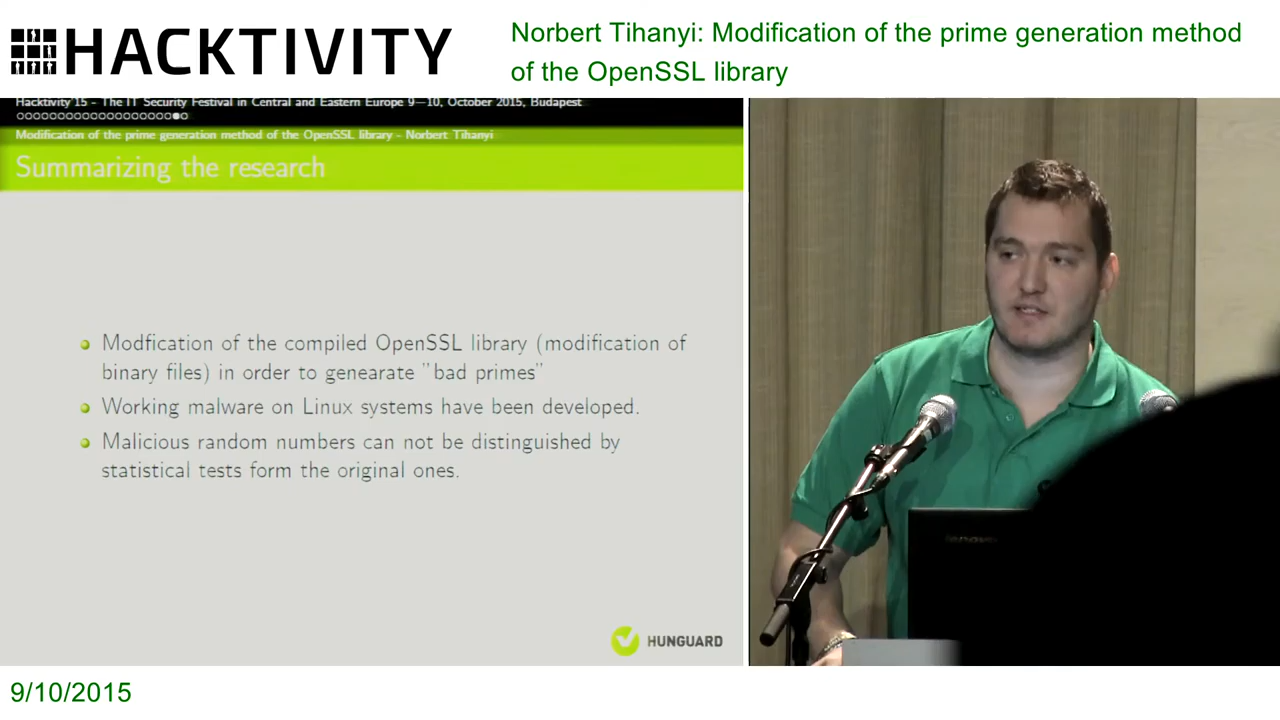 HACKTIVITY
Norbert Tihanyi: Modification of the prime generation method
of the OpenSSL library
Hacktivity'15 - The IT Security Festival in Central and Eastern Europe 9—10, October 2015, Budapest
Modification of the prime generation method of the OpenSSL library - Norbert Tihanyi
Summarizing the research
Modfication of the compiled OpenSSL library (modification of
binary files) in order to genearate "bad primes"
Working malware on Linux systems have been developed.
Malicious random numbers can not be distinguished by
statistical tests form the original ones.
HUNGUARD
lenovo
9/10/2015